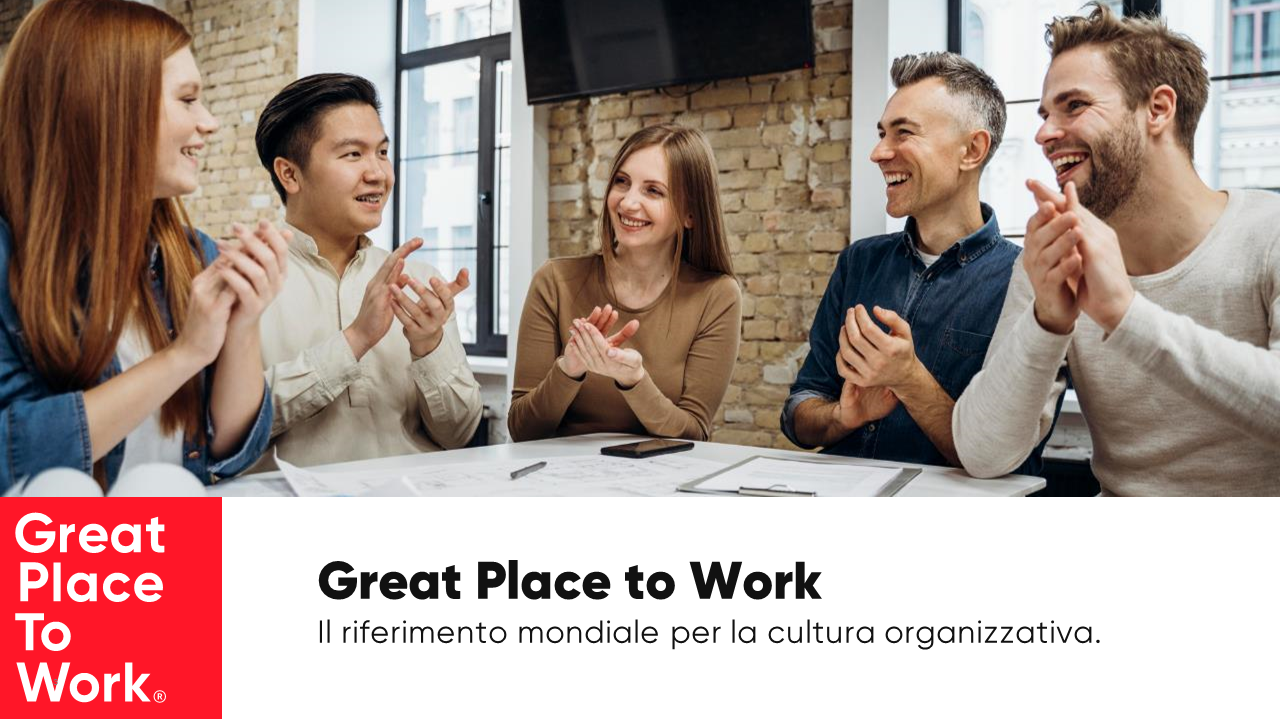 Great
Place
To
Work®
Great Place to Work
Il riferimento mondiale per la cultura organizzativa.